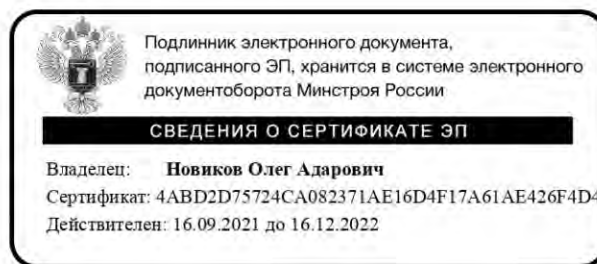 Подлинник электронного документа,
подписанного ЭП, хранится в системе электронного
документоборота Минстроя России
СВЕДЕНИЯ О СЕРТИФИКАТЕ ЭП
Владелец: Новиков Олег Адарович
Сертификат: 4ABD2D75724CA082371AE16D4F17A61AE426F4D4
Действителен: 16.09.2021 до 16.12.2022